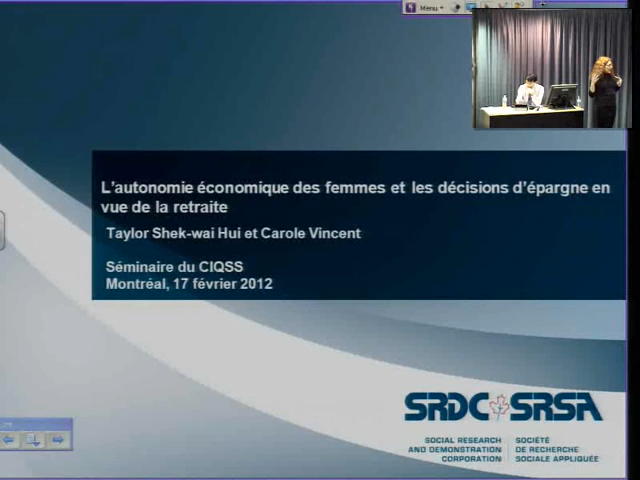 Menu
L'autonomie économique des femmes et les décisions d'épargne en
vue de la retraite
Taylor Shek-wai Hui et Carole Vincent
Séminaire du CIQSS
Montréal, 17 février 2012
SRDC SRSA
SOCIAL RESEARCH
AND DEMONSTRATION
CORPORATION
SOCIÉTÉ
DE RECHERCHE
SOCIALE APPLIQUÉE